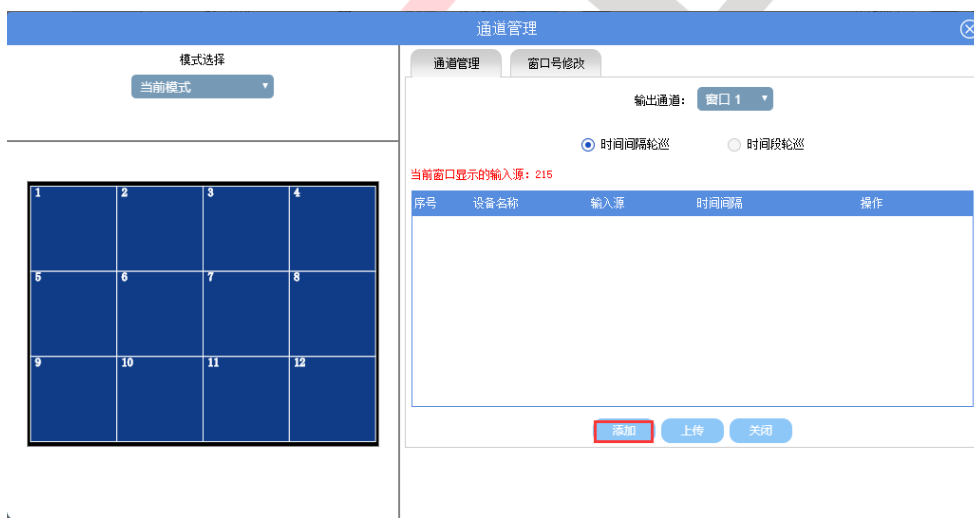 通道管理
模式选择
当前模式
1 2 3 4
5 6 7 8
9 10 11 12
通道管理 窗口号修改
输出通道： 窗口 1
时间间隔轮巡 时间段轮巡
当前窗口显示的输入源：215
序号 设备名称 输入源 时间间隔 操作
添加 上传 关闭